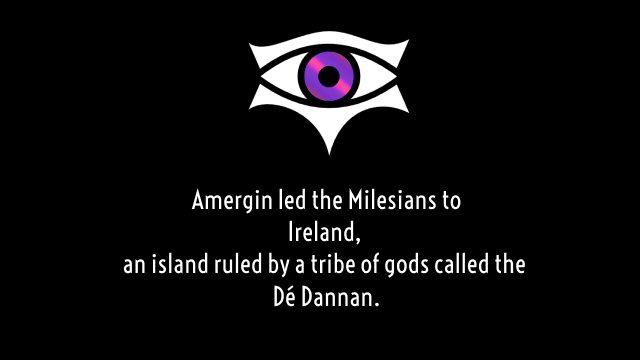 Amergin led the Milesians to
Ireland,
an island ruled by a tribe of gods called the
Dé Dannan.